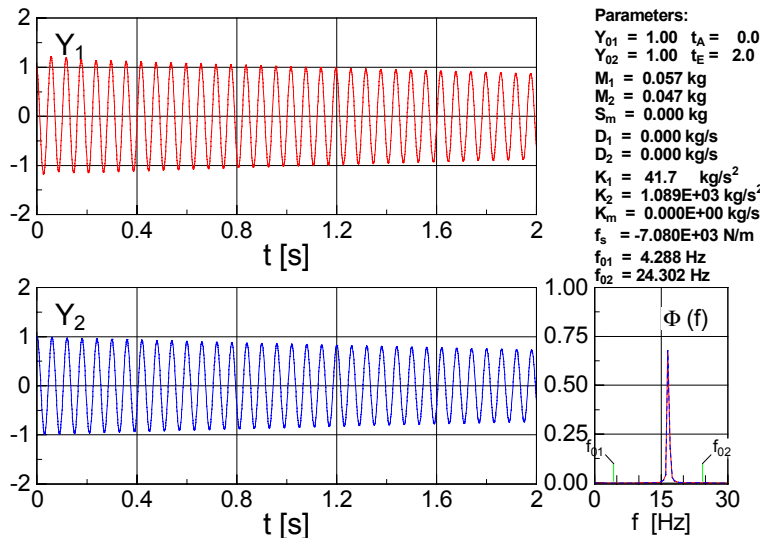 Y1
2
1
0
-1
-2
0
0.4
0.8
1.2
1.6
2
t [s]
Parameters:
Y01 = 1.00 tA = 0.0
Y02 = 1.00 tE = 2.0
M1 = 0.057 kg
M2 = 0.047 kg
Sm = 0.000 kg
D1 = 0.000 kg/s
D2 = 0.000 kg/s
K1 = 41.7 kg/s²
K2 = 1.089E+03 kg/s²
Km = 0.000E+00 kg/s
fs = -7.080E+03 N/m
f01 = 4.288 Hz
f02 = 24.302 Hz
Y2
2
1
0
-1
-2
0
0.4
0.8
1.2
1.6
2
t [s]
Φ (f)
1.00
0.75
0.50
0.25
0.00
f01
f02
0
15
30
f [Hz]